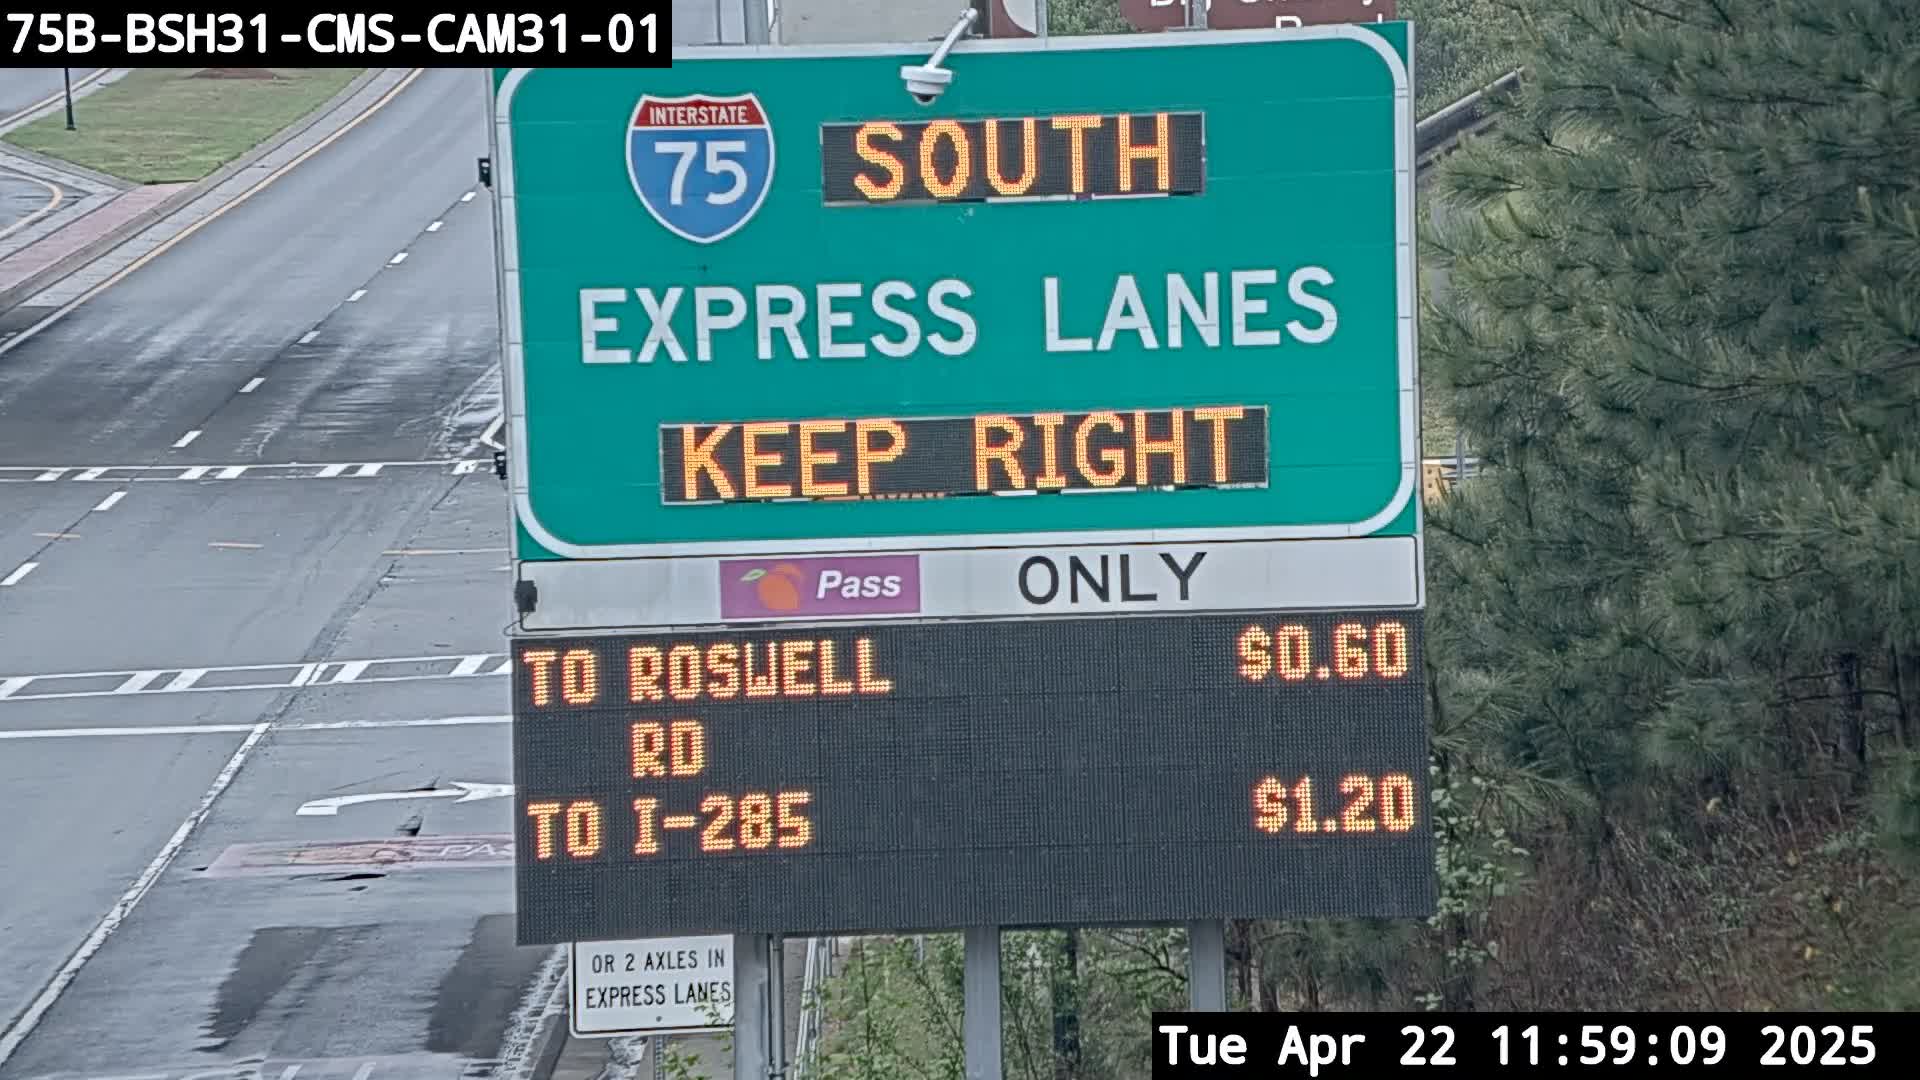 75B-BSH31-CMS-CAM31-01
INTERSTATE
75
SOUTH
EXPRESS LANES
KEEP RIGHT
Pass ONLY
TO ROSWELL $0.60
RD
TO I-285 $1.20
OR 2 AXLES IN
EXPRESS LANES
Tue Apr 22 11:59:09 2025